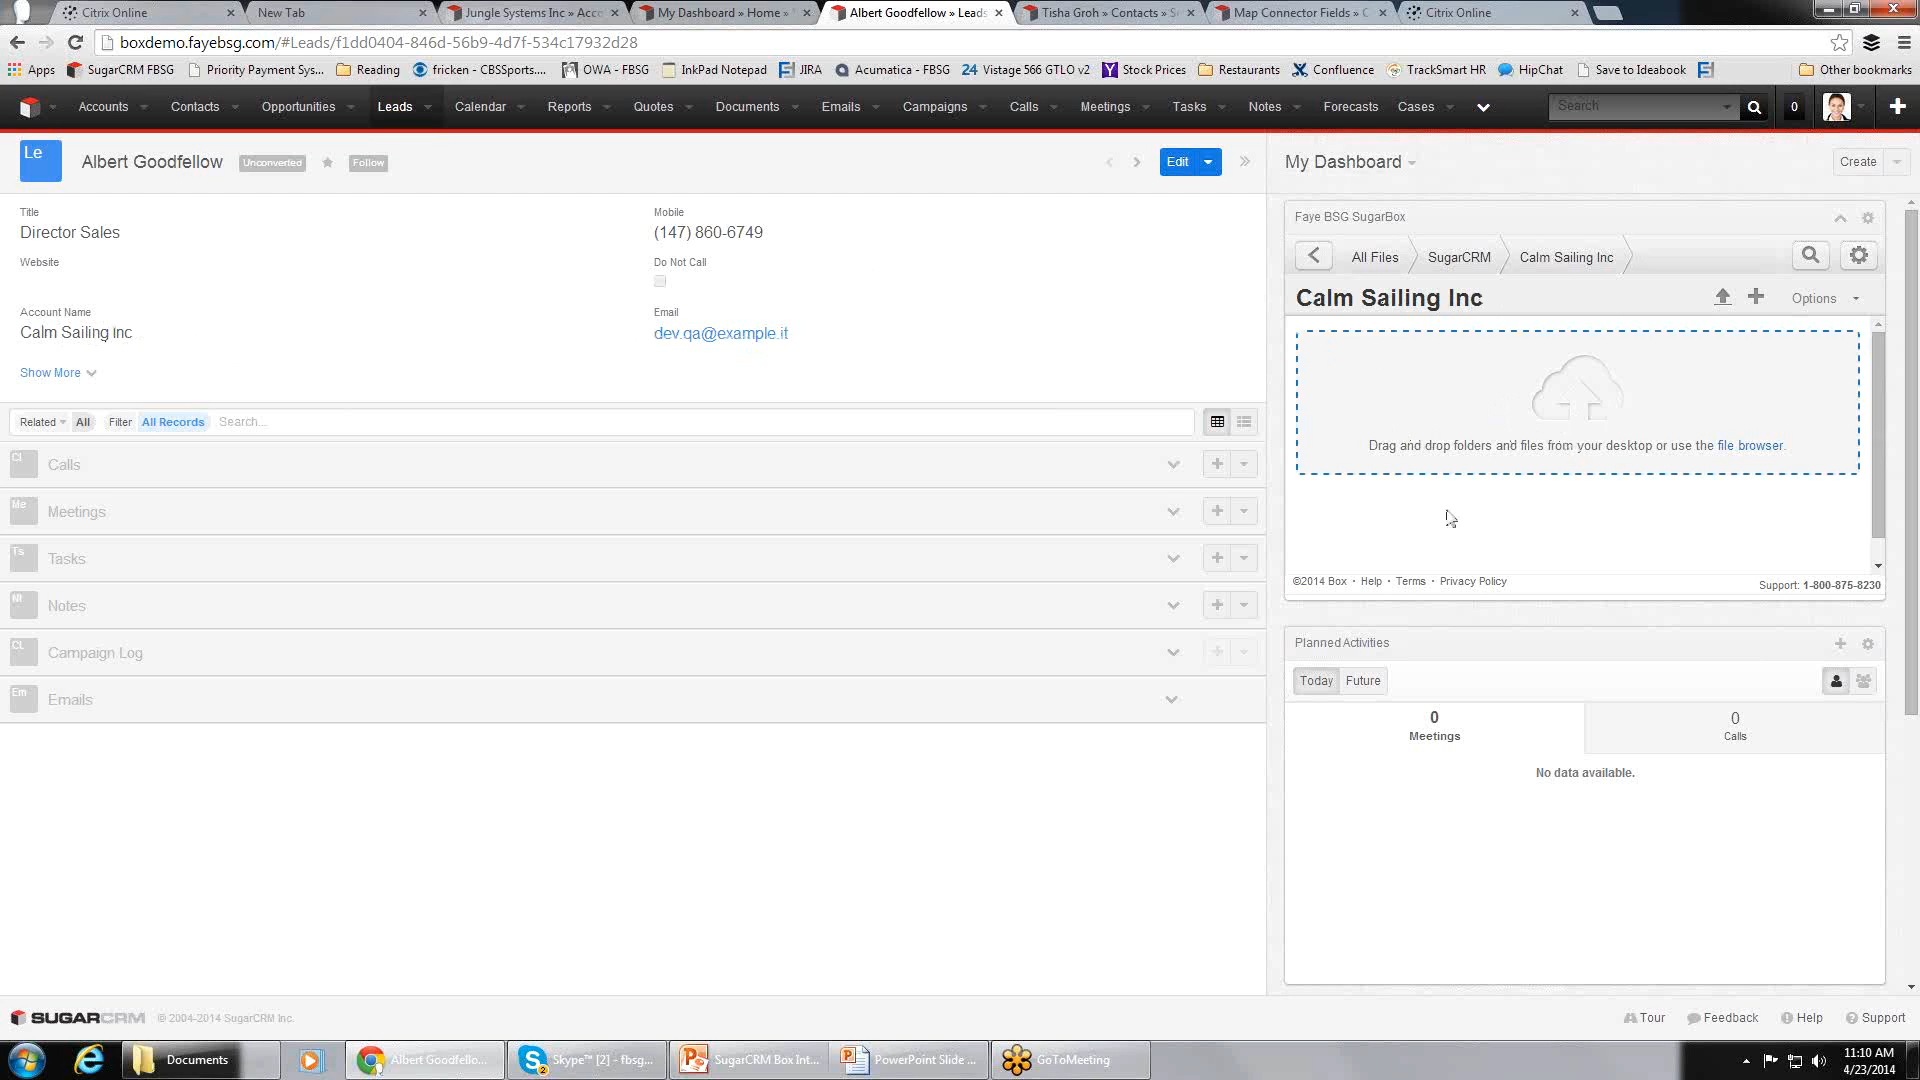 Citrix Online
New Tab
Jungle Systems Inc » Acco
My Dashboard » Home »
Albert Goodfellow » Leads
Tisha Groh » Contacts » S
Map Connector Fields » C
Citrix Online
boxdemo.fayebsg.com/#Leads/f1dd0404-846d-56b9-4d7f-534c17932d28
Apps SugarCRM FBSG Priority Payment Sys... Reading fricken - CBSSports.... OWA - FBSG InkPad Notepad JIRA Acumatica - FBSG 24 Vistage 566 GTLO v2 Stock Prices Restaurants Confluence TrackSmart HR HipChat Save to Ideabook Other bookmarks
Accounts Contacts Opportunities Leads Calendar Reports Quotes Documents Emails Campaigns Calls Meetings Tasks Notes Forecasts Cases Search 0
Le
Albert Goodfellow Unconverted Follow Edit
Title
Director Sales
Mobile
(147) 860-6749
Website
Do Not Call
Account Name
Calm Sailing Inc
Email
dev.qa@example.it
Show More
Related All Filter All Records Search...
Cl Calls
Me Meetings
Ts Tasks
Nt Notes
CL Campaign Log
Em Emails
My Dashboard Create
Faye BSG SugarBox
All Files SugarCRM Calm Sailing Inc
Calm Sailing Inc Options
Drag and drop folders and files from your desktop or use the file browser.
©2014 Box · Help · Terms · Privacy Policy
Support: 1-800-875-8230
Planned Activities
Today Future
0
Meetings
0
Calls
No data available.
SUGARCRM © 2004-2014 SugarCRM Inc.
Tour Feedback Help Support
Documents
Albert Goodfello...
Skype™ [2] - fbsg...
SugarCRM Box Int...
PowerPoint Slide ...
GoToMeeting
11:10 AM
4/23/2014